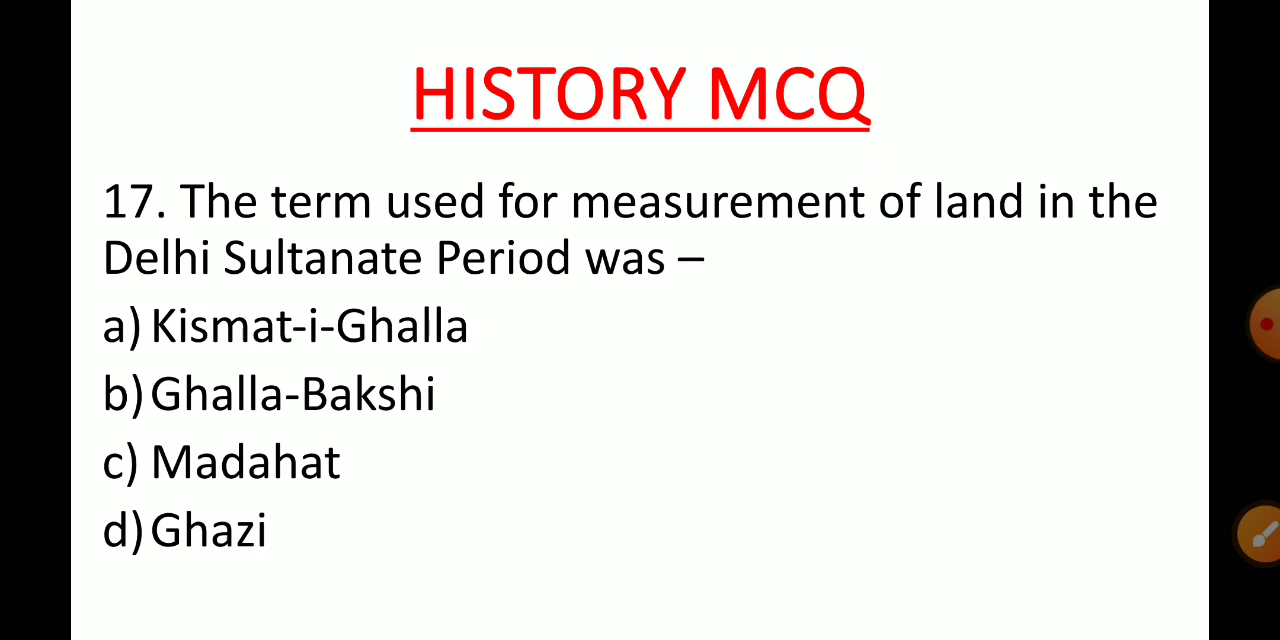 HISTORY MCQ
17. The term used for measurement of land in the
Delhi Sultanate Period was –
a) Kismat-i-Ghalla
b) Ghalla-Bakshi
c) Madahat
d) Ghazi